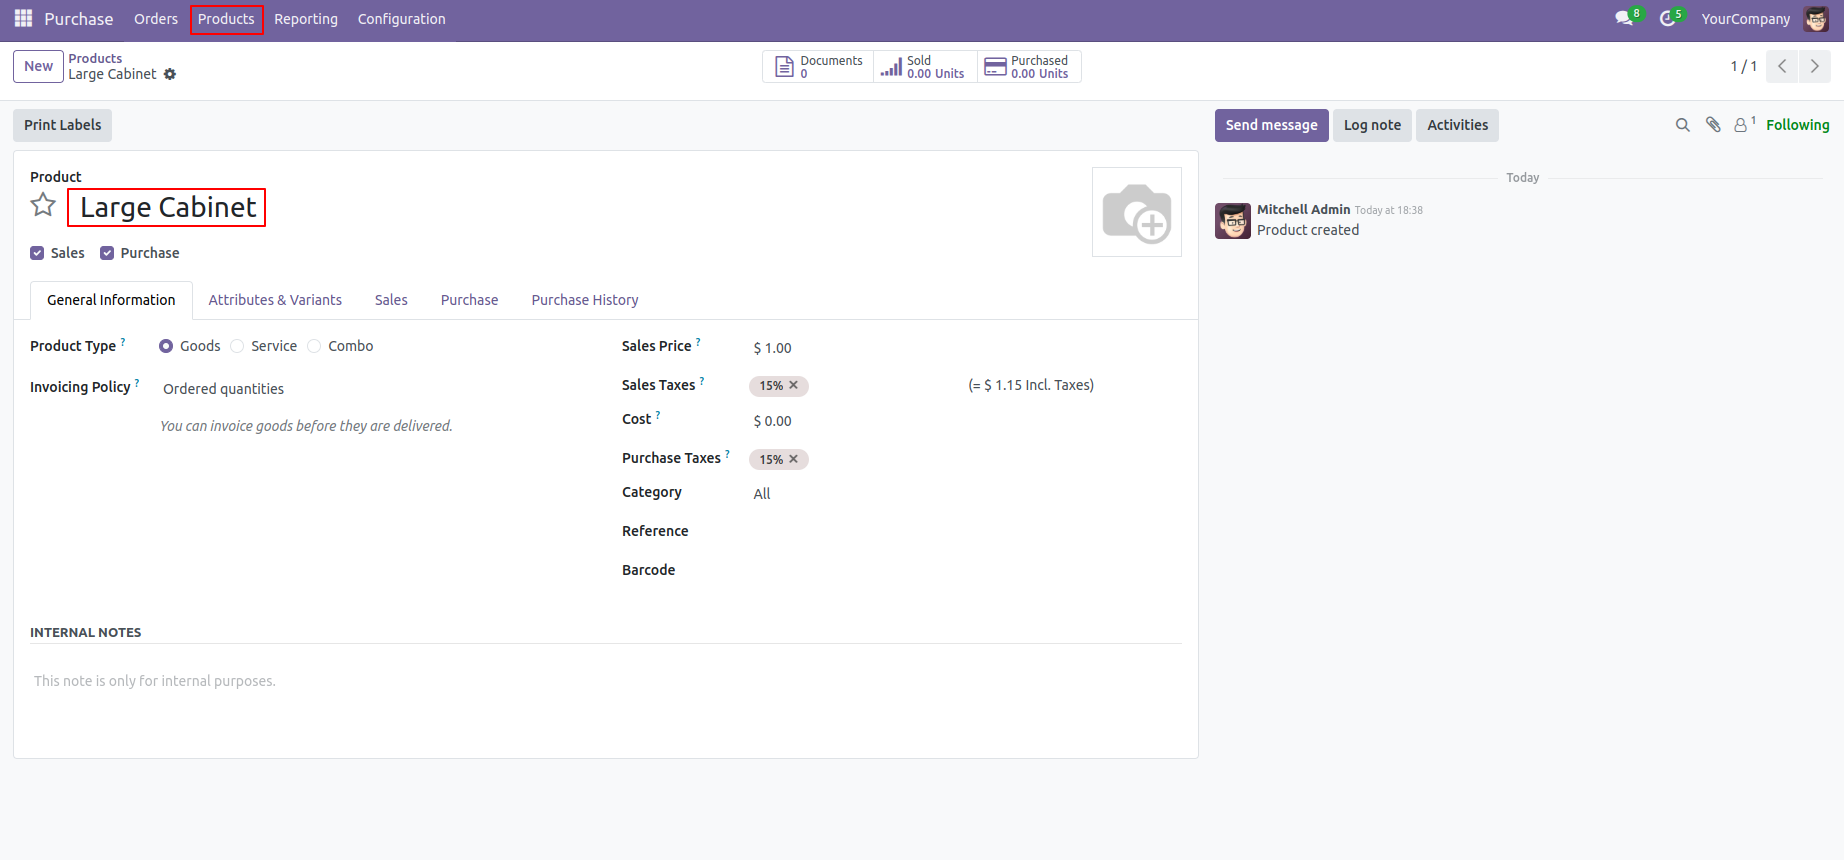 Purchase Orders Products Reporting Configuration 8 5 YourCompany
New Products Large Cabinet
Documents 0 Sold 0.00 Units Purchased 0.00 Units
1 / 1
Print Labels
Send message Log note Activities 1 Following
Product
Large Cabinet
Sales Purchase
General Information Attributes & Variants Sales Purchase Purchase History
Product Type ? Goods Service Combo
Invoicing Policy ? Ordered quantities
You can invoice goods before they are delivered.
Sales Price ? $ 1.00
Sales Taxes ? 15% × (= $ 1.15 Incl. Taxes)
Cost ? $ 0.00
Purchase Taxes ? 15% ×
Category All
Reference
Barcode
INTERNAL NOTES
This note is only for internal purposes.
Today
Mitchell Admin Today at 18:38
Product created